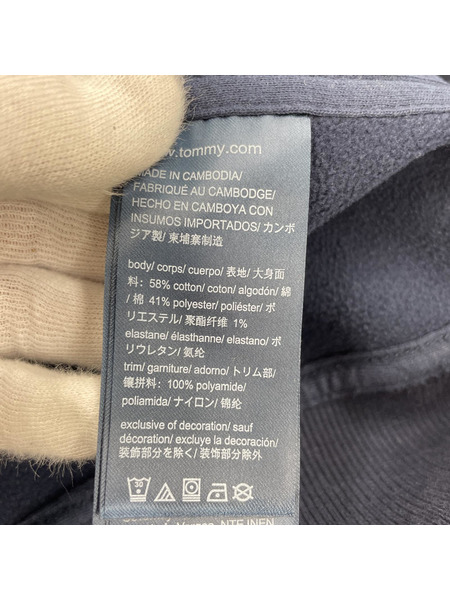 www.tommy.com
MADE IN CAMBODIA/
FABRIQUÉ AU CAMBODGE/
HECHO EN CAMBOYA CON
INSUMOS IMPORTADOS/ カンボ
ジア製/ 柬埔寨制造
body/ corps/ cuerpo/ 表地/ 大身面
料: 58% cotton/ coton/ algodón/ 綿
/ 棉 41% polyester/ poliéster/ ポ
リエステル/ 聚酯纤维 1%
elastane/ élasthanne/ elastano/ ポ
リウレタン/ 氨纶
trim/ garniture/ adorno/ トリム部/
镶拼料: 100% polyamide/
poliamida/ ナイロン/ 锦纶
exclusive of decoration/ sauf
décoration/ excluye la decoración/
装飾部分を除く/ 装饰部分除外
30
NTE INEN